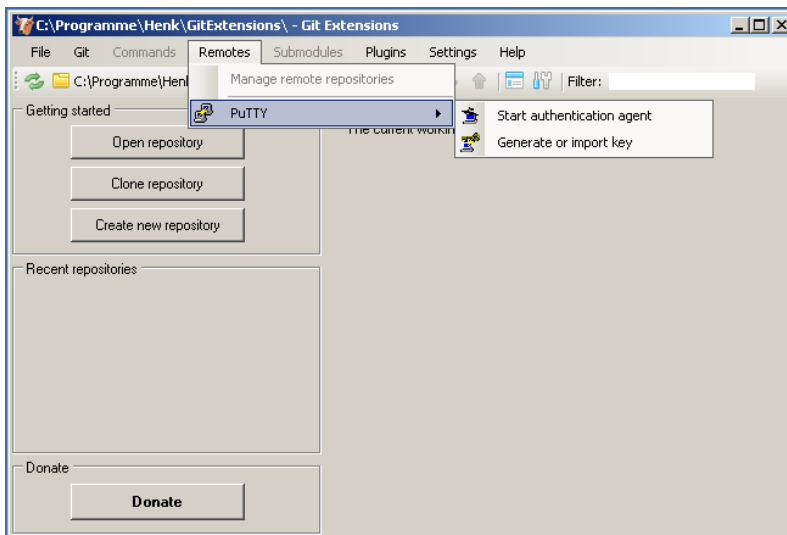 C:\Programme\Henk\GitExtensions\ - Git Extensions
File Git Commands Remotes Submodules Plugins Settings Help
C:\Programme\Henk Filter:
Manage remote repositories
PuTTY
Start authentication agent
Generate or import key
Getting started
Open repository
Clone repository
Create new repository
The current
Recent repositories
Donate
Donate